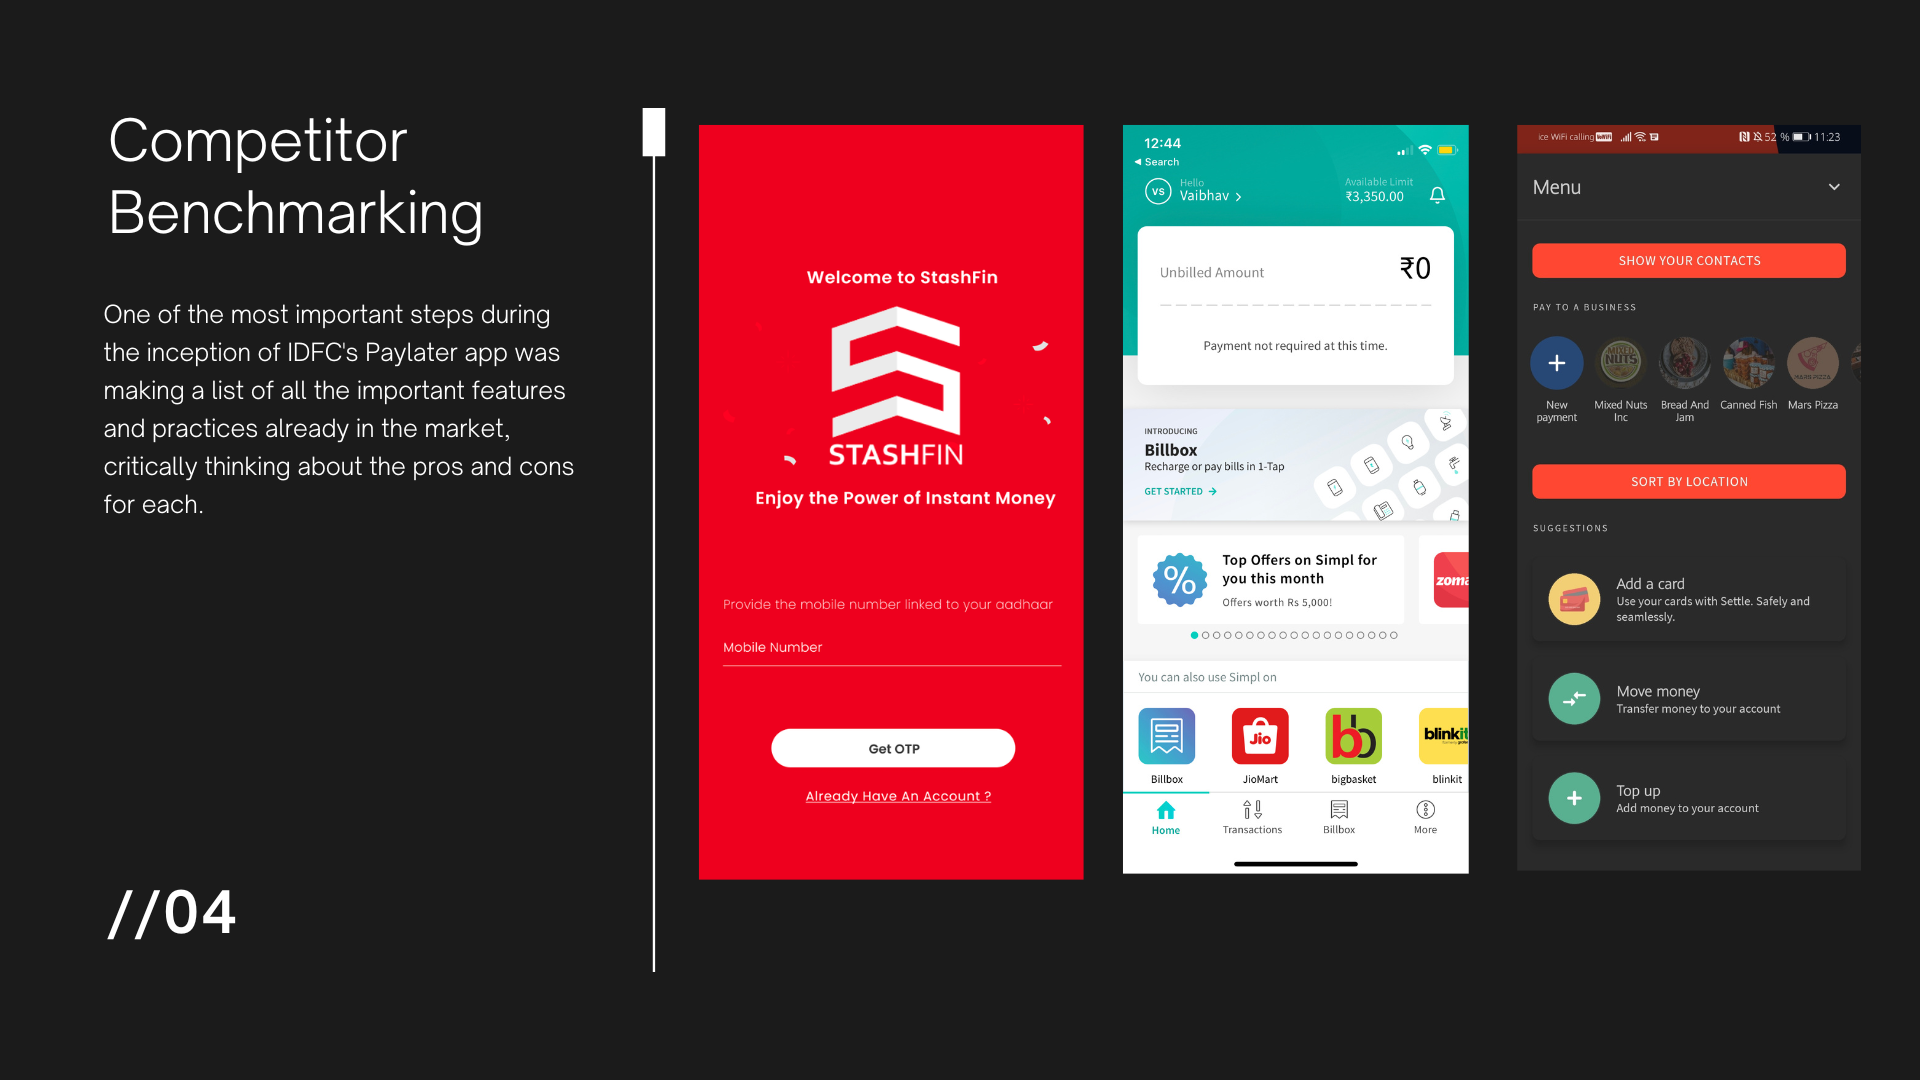 Competitor
Benchmarking
One of the most important steps during
the inception of IDFC's Paylater app was
making a list of all the important features
and practices already in the market,
critically thinking about the pros and cons
for each.
//04
Welcome to StashFin
STASHFIN
Enjoy the Power of Instant Money
Provide the mobile number linked to your aadhaar
Mobile Number
Get OTP
Already Have An Account ?
12:44
◀ Search
VS
Hello
Vaibhav
Available Limit
₹3,350.00
Unbilled Amount
₹0
Payment not required at this time.
INTRODUCING
Billbox
Recharge or pay bills in 1-Tap
GET STARTED →
%
Top Offers on Simpl for
you this month
Offers worth Rs 5,000!
zoma
You can also use Simpl on
Jio
bb
blinkit
Billbox
JioMart
bigbasket
blinkit
Home
Transactions
Billbox
More
ice WiFi calling
52 %
11:23
Menu
SHOW YOUR CONTACTS
PAY TO A BUSINESS
MIXED
NUTS
MARS PIZZA
New
payment
Mixed Nuts
Inc
Bread And
Jam
Canned Fish
Mars Pizza
SORT BY LOCATION
SUGGESTIONS
Add a card
Use your cards with Settle. Safely and
seamlessly.
Move money
Transfer money to your account
Top up
Add money to your account